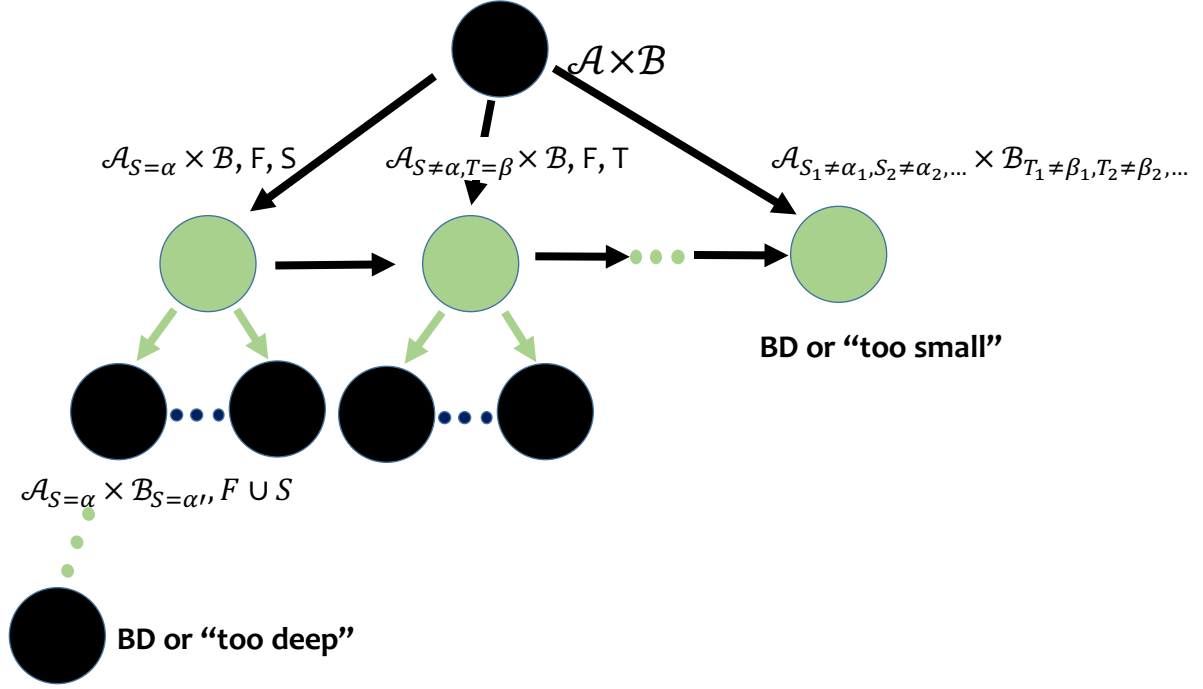 𝒜×ℬ
𝒜_{S=α} × ℬ, F, S
𝒜_{S≠α,T=β} × ℬ, F, T
𝒜_{S₁≠α₁,S₂≠α₂,…} × ℬ_{T₁≠β₁,T₂≠β₂,…}
BD or “too small”
𝒜_{S=α} × ℬ_{S=α′}, F ∪ S
BD or “too deep”